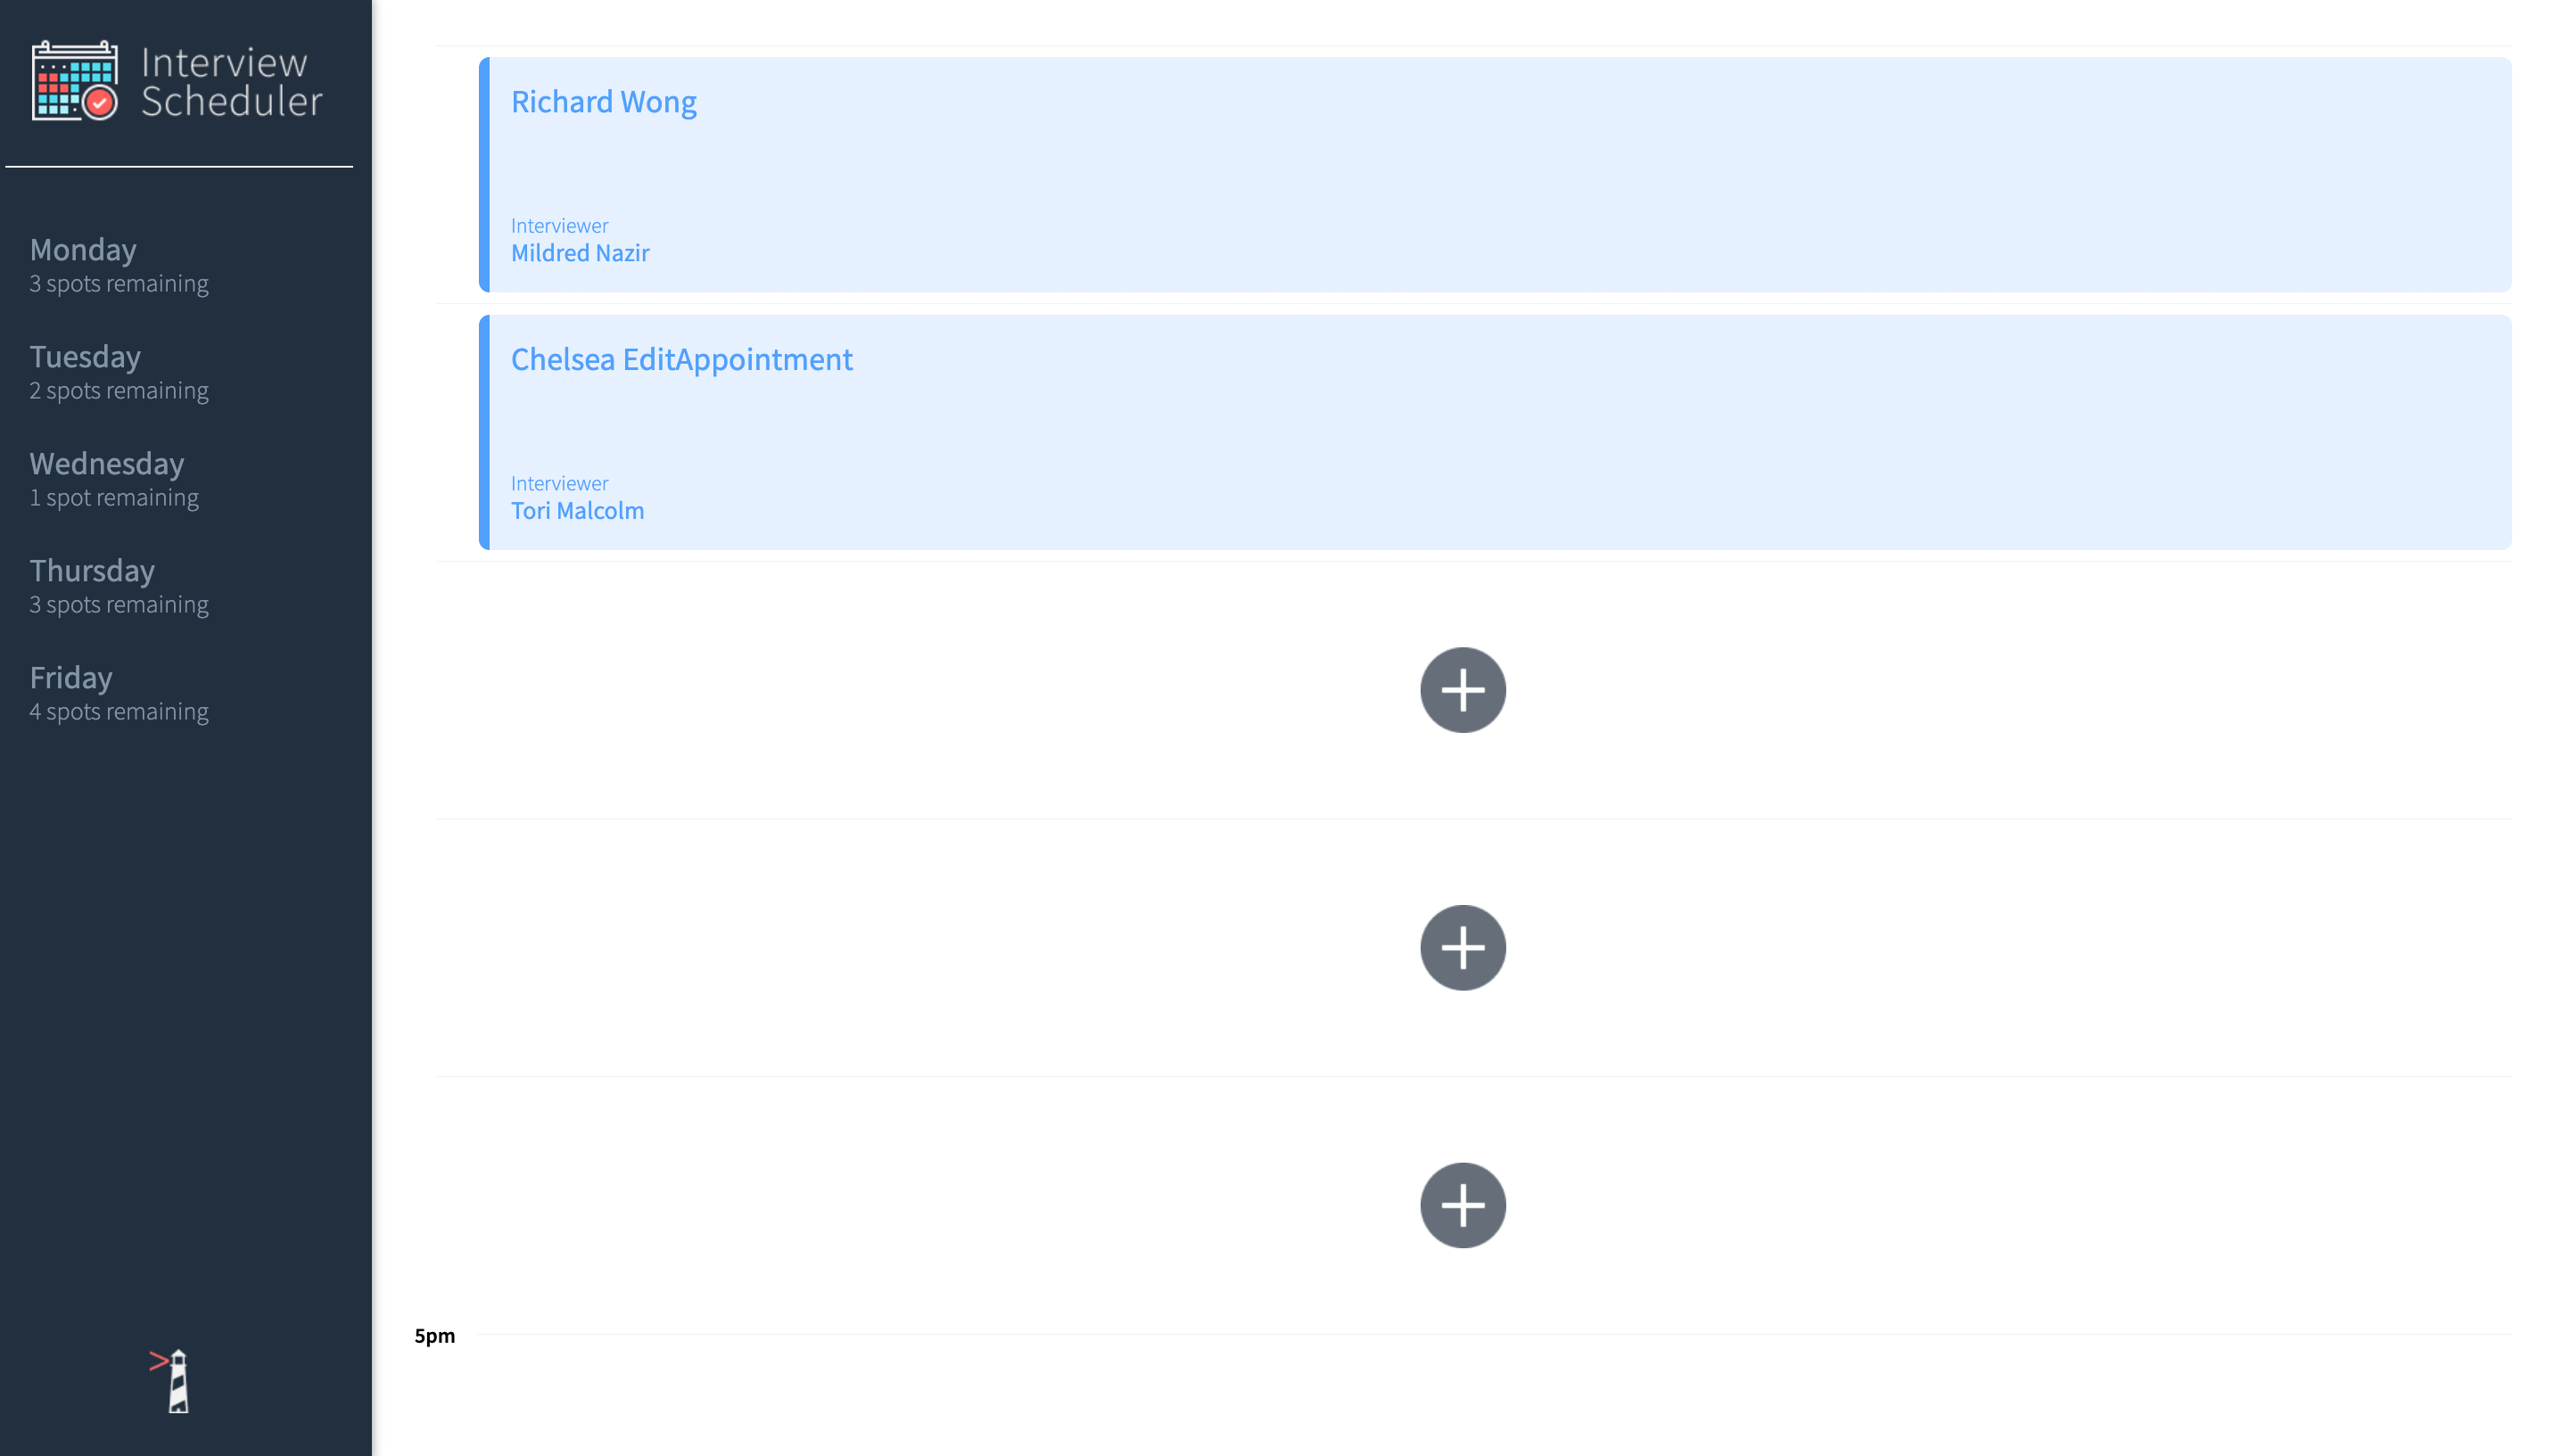 Interview
Scheduler
Monday
3 spots remaining
Tuesday
2 spots remaining
Wednesday
1 spot remaining
Thursday
3 spots remaining
Friday
4 spots remaining
Richard Wong
Interviewer
Mildred Nazir
Chelsea EditAppointment
Interviewer
Tori Malcolm
5pm